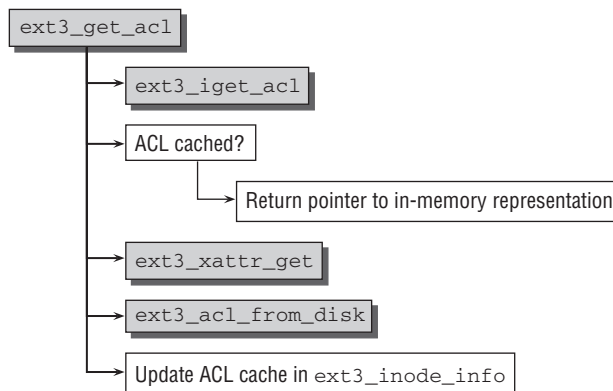 ext3_get_acl
ext3_iget_acl
ACL cached?
Return pointer to in-memory representation
ext3_xattr_get
ext3_acl_from_disk
Update ACL cache in ext3_inode_info